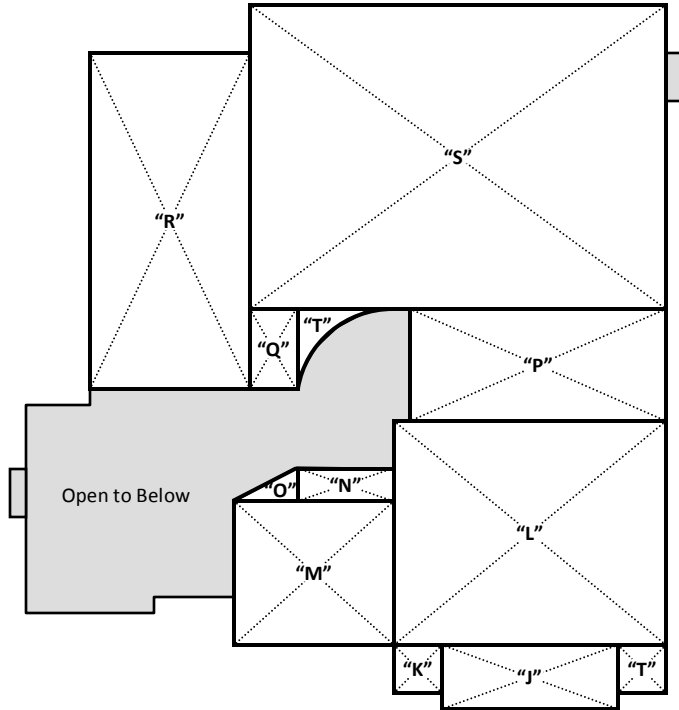 “S”
“R”
“T”
“Q”
“P”
“O”
“N”
Open to Below
“L”
“M”
“K”
“J”
“T”